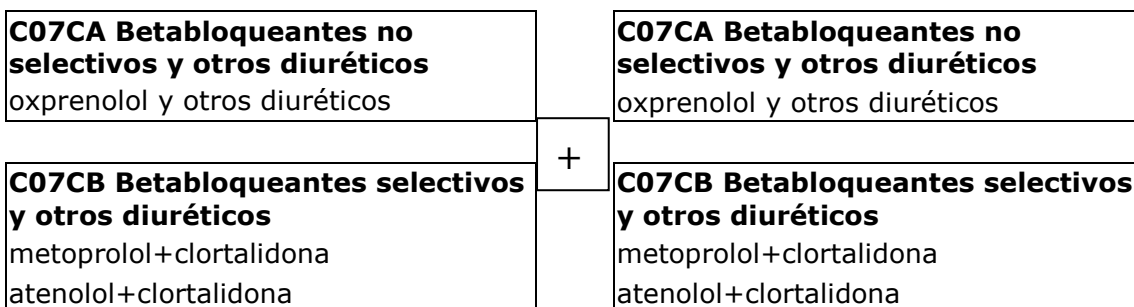 C07CA Betabloqueantes no
selectivos y otros diuréticos
oxprenolol y otros diuréticos
C07CB Betabloqueantes selectivos
y otros diuréticos
metoprolol+clortalidona
atenolol+clortalidona
+
C07CA Betabloqueantes no
selectivos y otros diuréticos
oxprenolol y otros diuréticos
C07CB Betabloqueantes selectivos
y otros diuréticos
metoprolol+clortalidona
atenolol+clortalidona